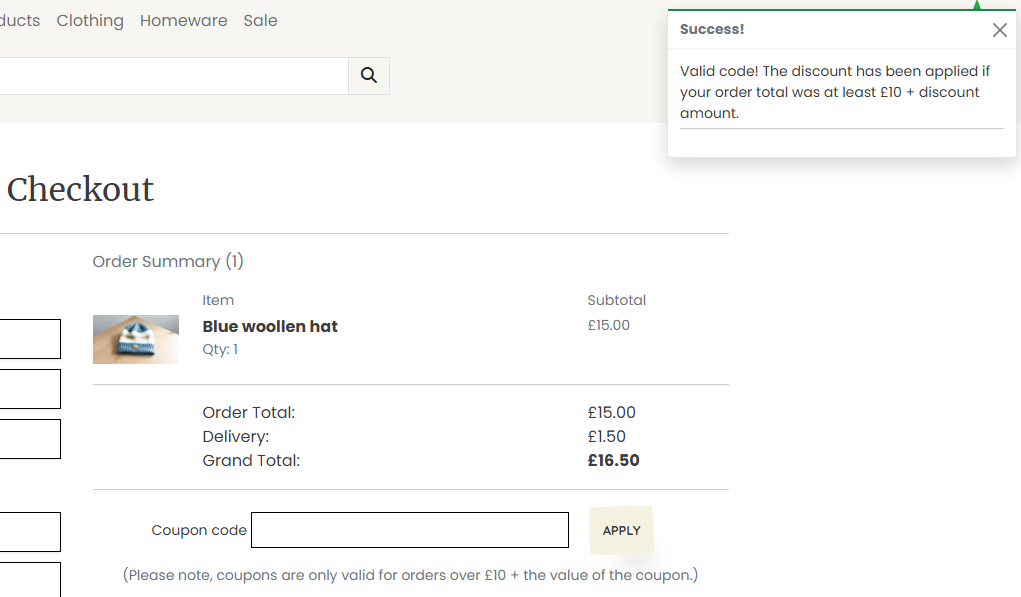 ducts Clothing Homeware Sale
Success!
Valid code! The discount has been applied if
your order total was at least £10 + discount
amount.
Checkout
Order Summary (1)
Item Subtotal
Blue woollen hat £15.00
Qty: 1
Order Total: £15.00
Delivery: £1.50
Grand Total: £16.50
Coupon code APPLY
(Please note, coupons are only valid for orders over £10 + the value of the coupon.)